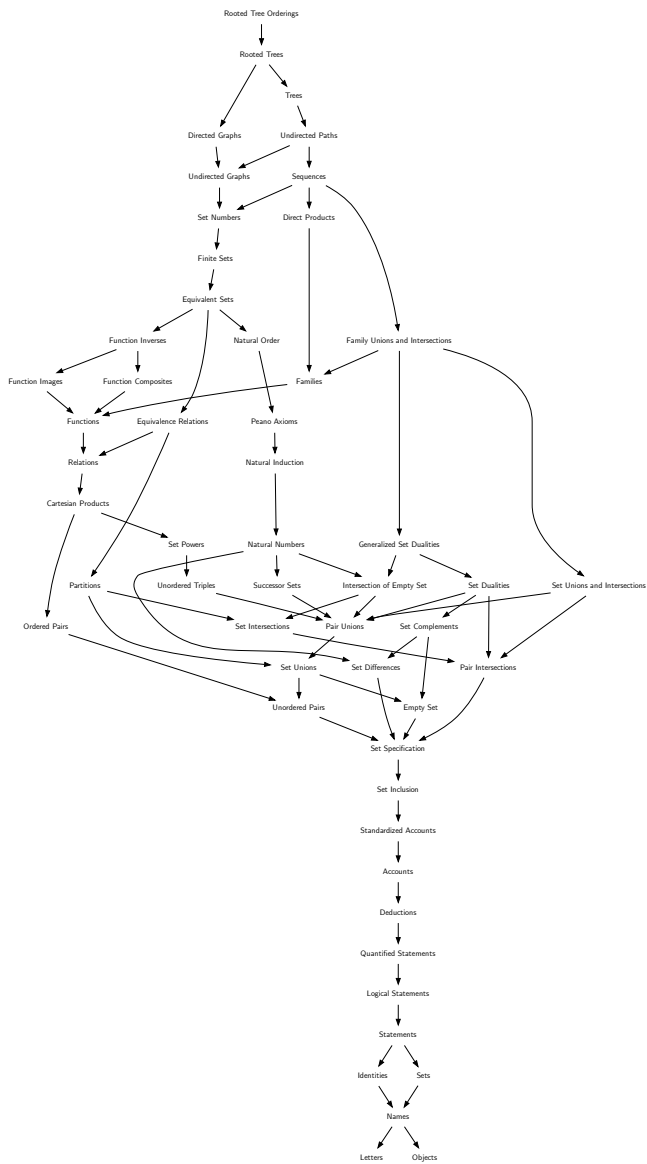 Rooted Tree Orderings
Rooted Trees
Trees
Directed Graphs
Undirected Paths
Undirected Graphs
Sequences
Set Numbers
Direct Products
Finite Sets
Equivalent Sets
Function Inverses
Natural Order
Family Unions and Intersections
Function Images
Function Composites
Families
Functions
Equivalence Relations
Peano Axioms
Relations
Natural Induction
Cartesian Products
Set Powers
Natural Numbers
Generalized Set Dualities
Partitions
Unordered Triples
Successor Sets
Intersection of Empty Set
Set Dualities
Set Unions and Intersections
Ordered Pairs
Set Intersections
Pair Unions
Set Complements
Set Unions
Set Differences
Pair Intersections
Unordered Pairs
Empty Set
Set Specification
Set Inclusion
Standardized Accounts
Accounts
Deductions
Quantified Statements
Logical Statements
Statements
Identities
Sets
Names
Letters
Objects